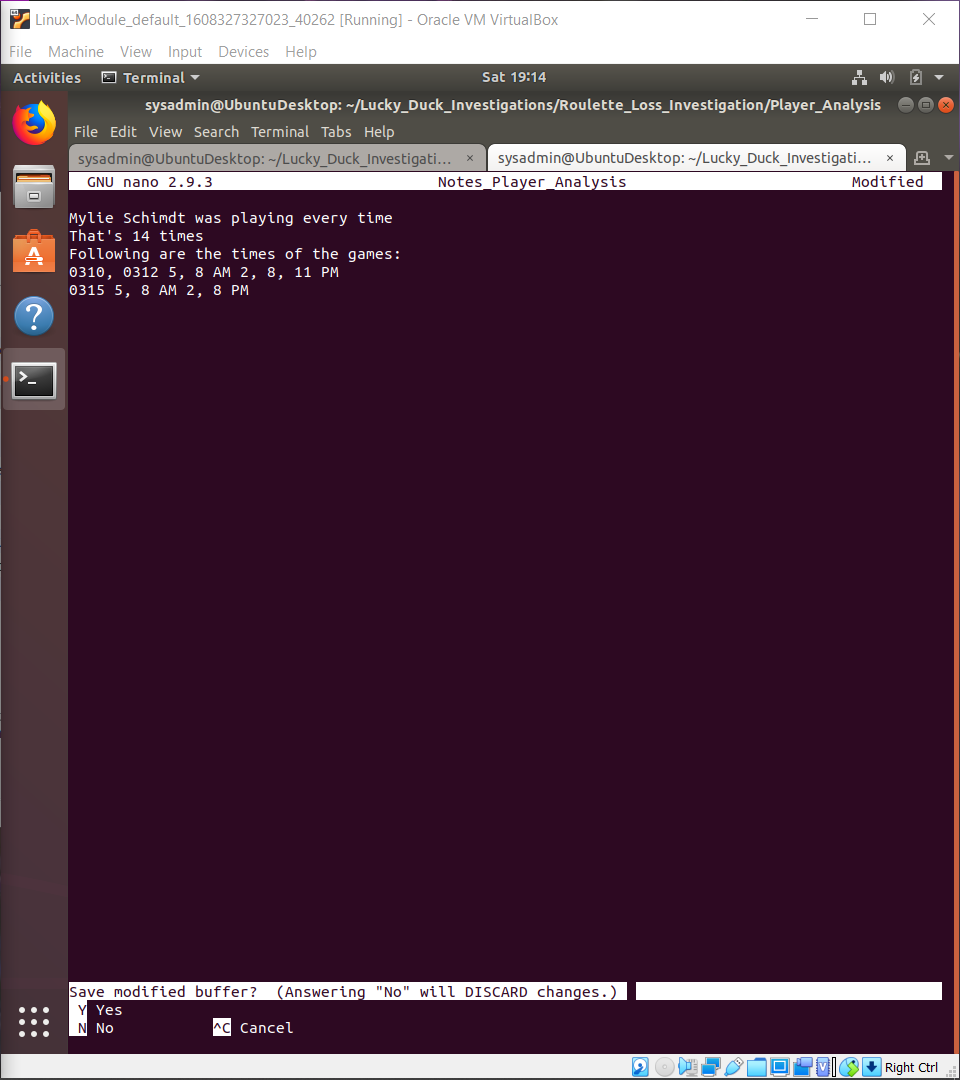 Linux-Module_default_1608327327023_40262 [Running] - Oracle VM VirtualBox
File Machine View Input Devices Help
Activities Terminal Sat 19:14
sysadmin@UbuntuDesktop: ~/Lucky_Duck_Investigations/Roulette_Loss_Investigation/Player_Analysis
File Edit View Search Terminal Tabs Help
sysadmin@UbuntuDesktop: ~/Lucky_Duck_Investigati... × sysadmin@UbuntuDesktop: ~/Lucky_Duck_Investigati... ×
GNU nano 2.9.3 Notes_Player_Analysis Modified
Mylie Schimdt was playing every time
That's 14 times
Following are the times of the games:
0310, 0312 5, 8 AM 2, 8, 11 PM
0315 5, 8 AM 2, 8 PM
Save modified buffer? (Answering "No" will DISCARD changes.)
Y Yes
N No ^C Cancel
Right Ctrl